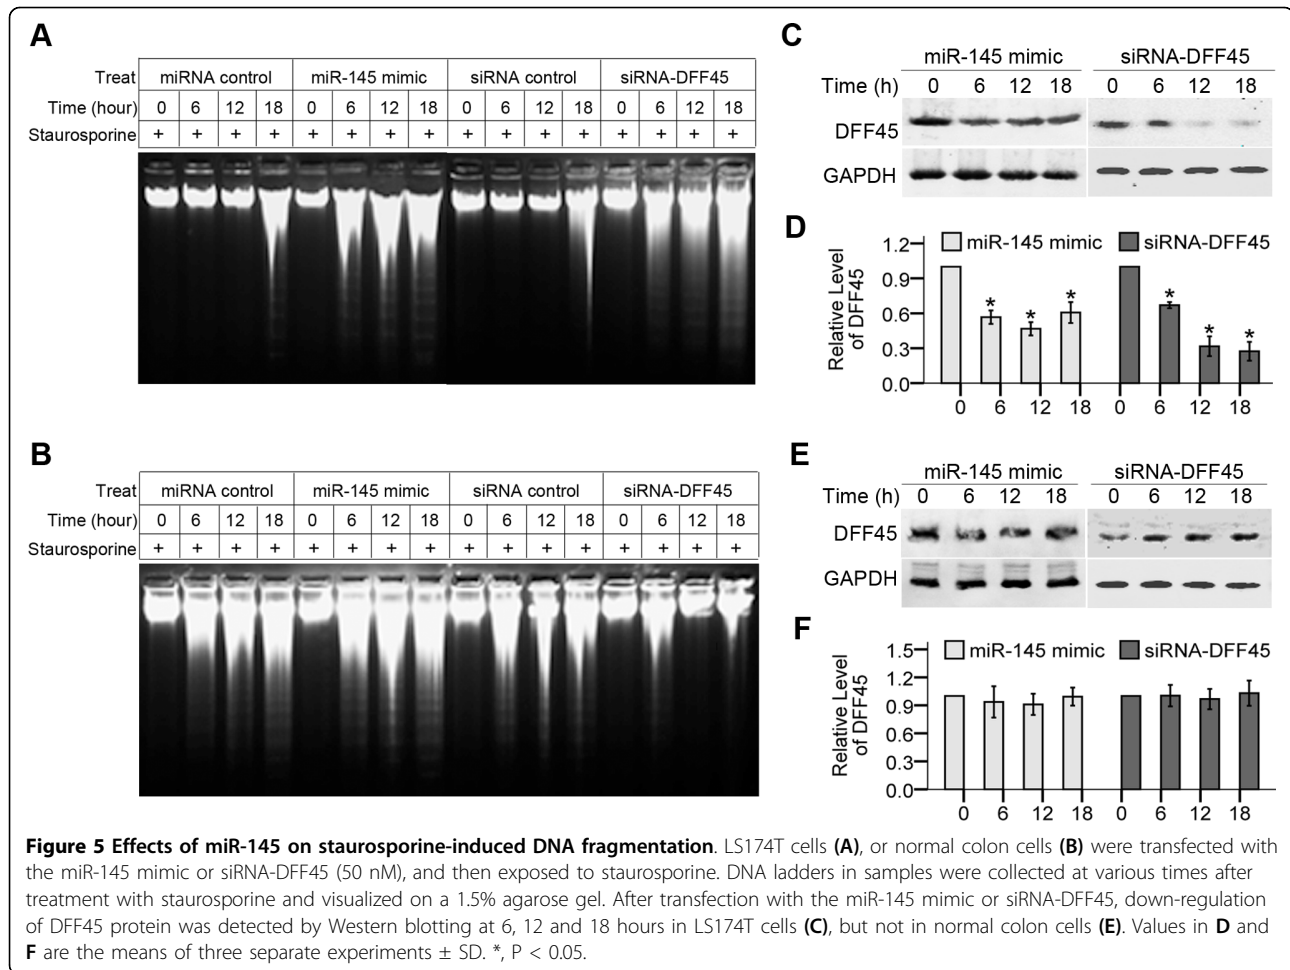 A
Treat miRNA control miR-145 mimic siRNA control siRNA-DFF45
Time (hour) 0 6 12 18 0 6 12 18 0 6 12 18 0 6 12 18
Staurosporine + + + + + + + + + + + + + + + +
B
Treat miRNA control miR-145 mimic siRNA control siRNA-DFF45
Time (hour) 0 6 12 18 0 6 12 18 0 6 12 18 0 6 12 18
Staurosporine + + + + + + + + + + + + + + + +
C
miR-145 mimic siRNA-DFF45
Time (h) 0 6 12 18 0 6 12 18
DFF45
GAPDH
D
miR-145 mimic siRNA-DFF45
Relative Level
of DFF45
1.2
0.9
0.6
0.3
0.0
* * * * * *
0 6 12 18 0 6 12 18
E
miR-145 mimic siRNA-DFF45
Time (h) 0 6 12 18 0 6 12 18
DFF45
GAPDH
F
miR-145 mimic siRNA-DFF45
Relative Level
of DFF45
1.5
1.2
0.9
0.6
0.3
0.0
0 6 12 18 0 6 12 18
Figure 5 Effects of miR-145 on staurosporine-induced DNA fragmentation. LS174T cells (A), or normal colon cells (B) were transfected with
the miR-145 mimic or siRNA-DFF45 (50 nM), and then exposed to staurosporine. DNA ladders in samples were collected at various times after
treatment with staurosporine and visualized on a 1.5% agarose gel. After transfection with the miR-145 mimic or siRNA-DFF45, down-regulation
of DFF45 protein was detected by Western blotting at 6, 12 and 18 hours in LS174T cells (C), but not in normal colon cells (E). Values in D and
F are the means of three separate experiments ± SD. *, P < 0.05.